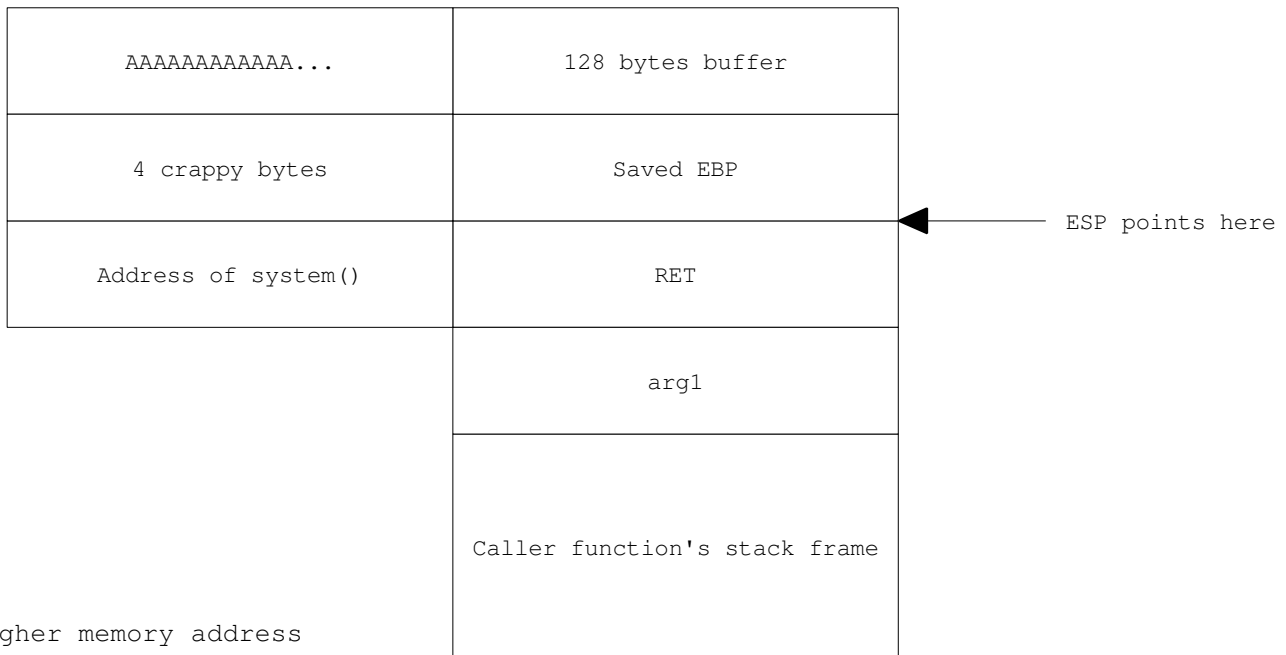 AAAAAAAAAAAA... 128 bytes buffer
4 crappy bytes Saved EBP
ESP points here
Address of system() RET
arg1
Caller function's stack frame
gher memory address